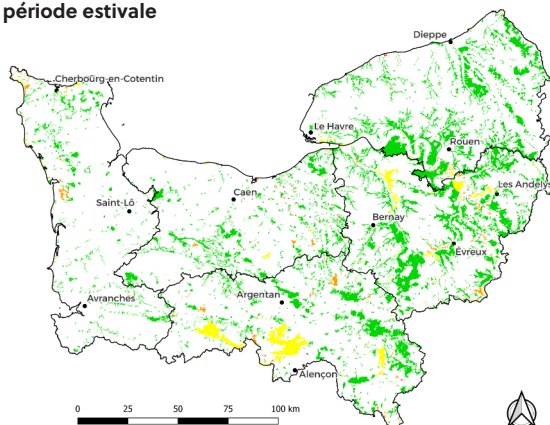 période estivale
Dieppe
Cherbourg-en-Cotentin
Le Havre
Rouen
Les Andelys
Caen
Saint-Lô
Bernay
Évreux
Argentan
Avranches
Alençon
0 25 50 75 100 km